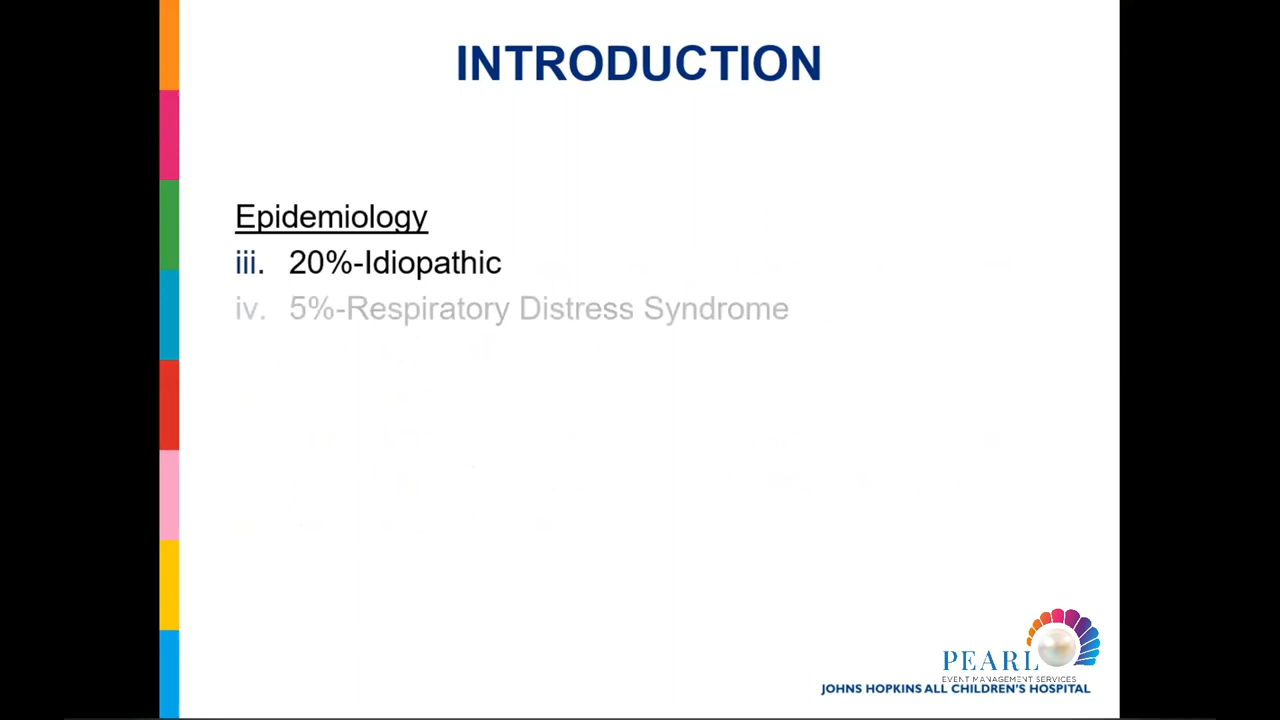 INTRODUCTION
Epidemiology
iii. 20%-Idiopathic
iv. 5%-Respiratory Distress Syndrome
PEARL
EVENT MANAGEMENT SERVICES
JOHNS HOPKINS ALL CHILDREN'S HOSPITAL